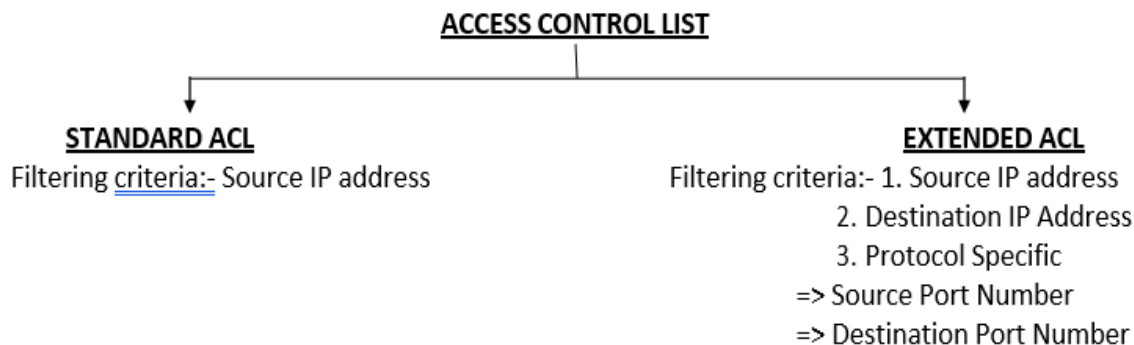 ACCESS CONTROL LIST
STANDARD ACL
Filtering criteria:- Source IP address
EXTENDED ACL
Filtering criteria:- 1. Source IP address
2. Destination IP Address
3. Protocol Specific
=> Source Port Number
=> Destination Port Number